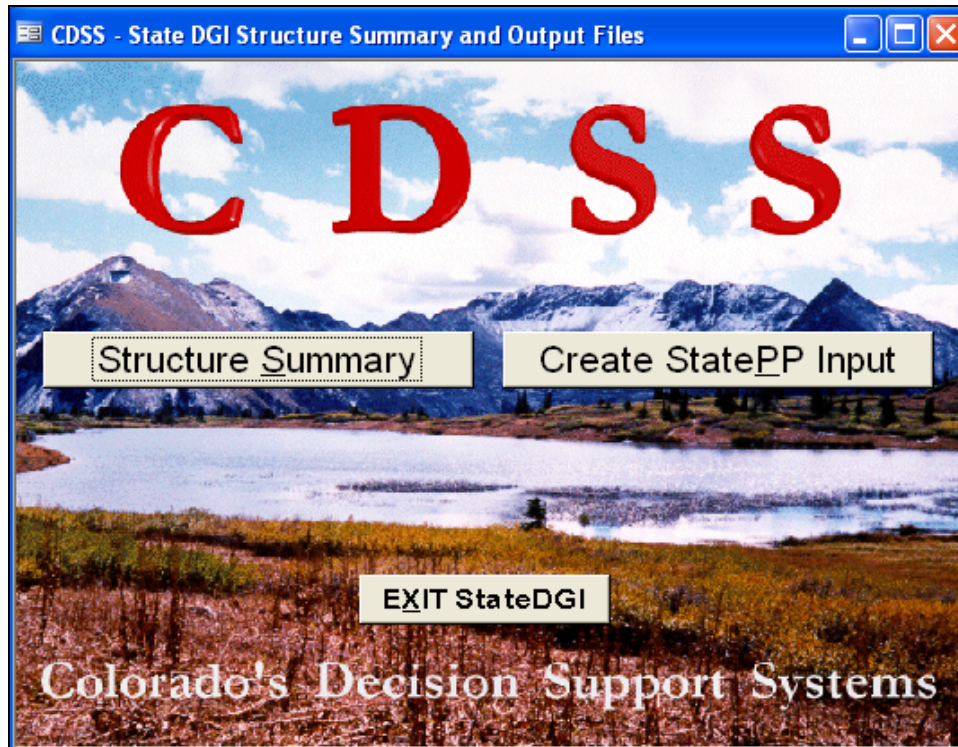 CDSS - State DGI Structure Summary and Output Files
C D S S
Structure Summary
Create StatePP Input
EXIT StateDGI
Colorado's Decision Support Systems